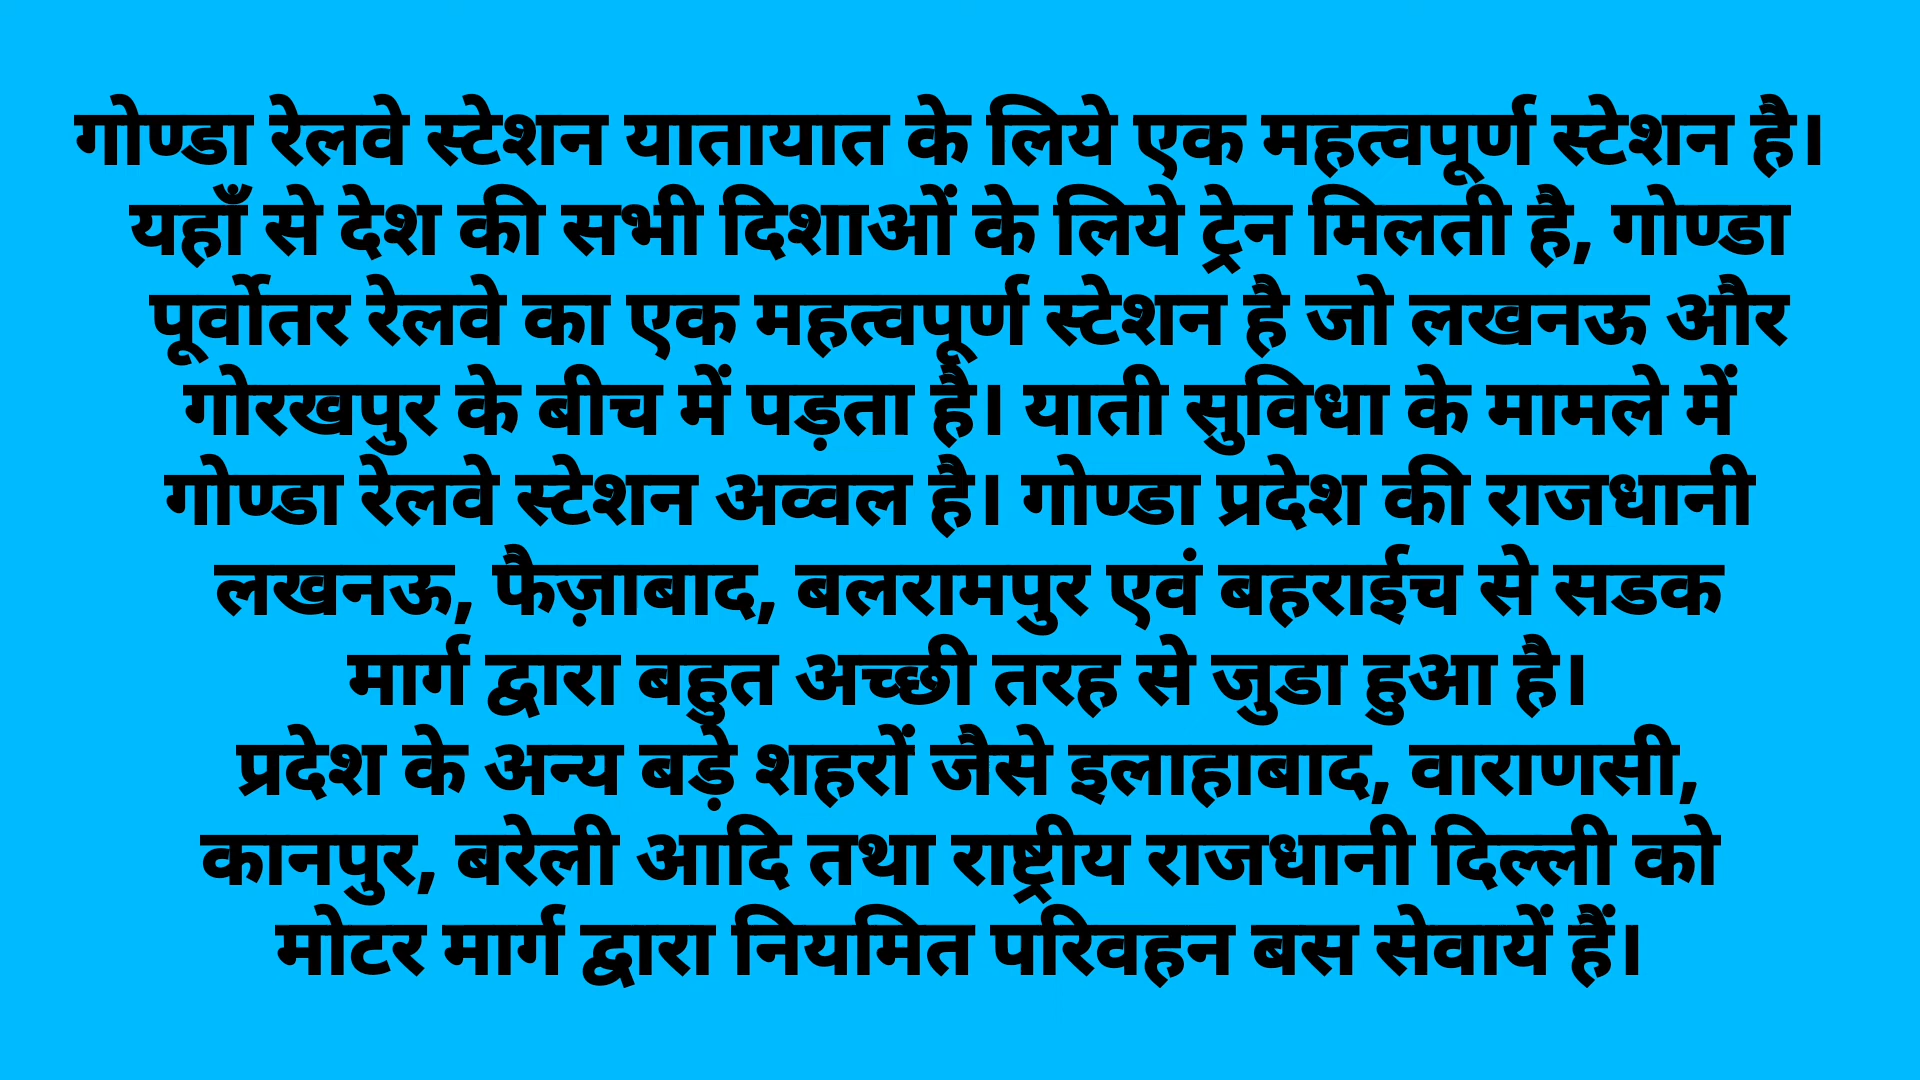 गोण्डा रेलवे स्टेशन यातायात के लिये एक महत्वपूर्ण स्टेशन है।
यहाँ से देश की सभी दिशाओं के लिये ट्रेन मिलती है, गोण्डा
पूर्वोतर रेलवे का एक महत्वपूर्ण स्टेशन है जो लखनऊ और
गोरखपुर के बीच में पड़ता है। याती सुविधा के मामले में
गोण्डा रेलवे स्टेशन अव्वल है। गोण्डा प्रदेश की राजधानी
लखनऊ, फैज़ाबाद, बलरामपुर एवं बहराईच से सडक
मार्ग द्वारा बहुत अच्छी तरह से जुडा हुआ है।
प्रदेश के अन्य बड़े शहरों जैसे इलाहाबाद, वाराणसी,
कानपुर, बरेली आदि तथा राष्ट्रीय राजधानी दिल्ली को
मोटर मार्ग द्वारा नियमित परिवहन बस सेवायें हैं।